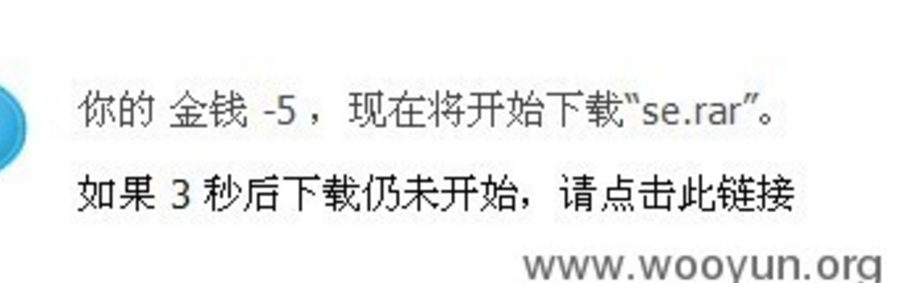 你的 金钱 -5 ，现在将开始下载“se.rar”。
如果 3 秒后下载仍未开始，请点击此链接
www.wooyun.org